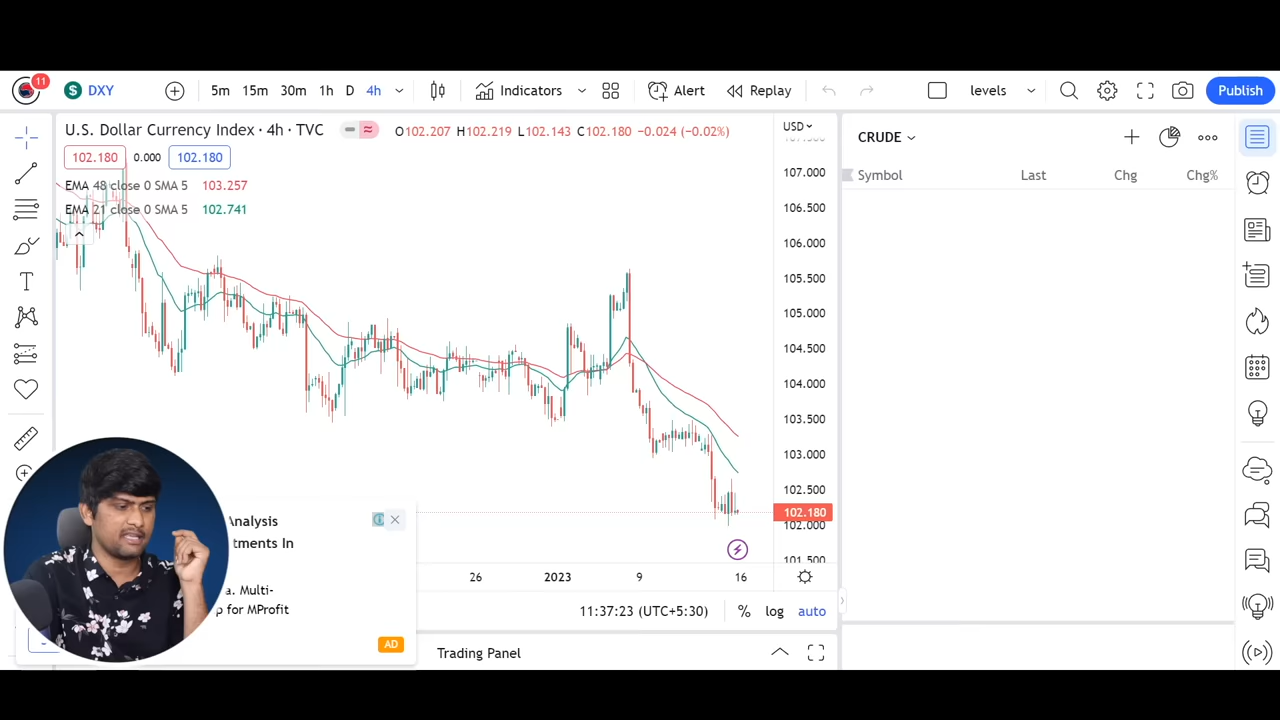 11
$ DXY 5m 15m 30m 1h D 4h Indicators Alert Replay levels Publish
U.S. Dollar Currency Index · 4h · TVC O102.207 H102.219 L102.143 C102.180 -0.024 (-0.02%)
USD
102.180 0.000 102.180
EMA 48 close 0 SMA 5 103.257
EMA 21 close 0 SMA 5 102.741
107.000
106.500
106.000
105.500
105.000
104.500
104.000
103.500
103.000
102.500
102.180
102.000
101.500
CRUDE
Symbol Last Chg Chg%
Analysis
tments In
a. Multi-
p for MProfit
AD
26 2023 9 16
11:37:23 (UTC+5:30) % log auto
Trading Panel